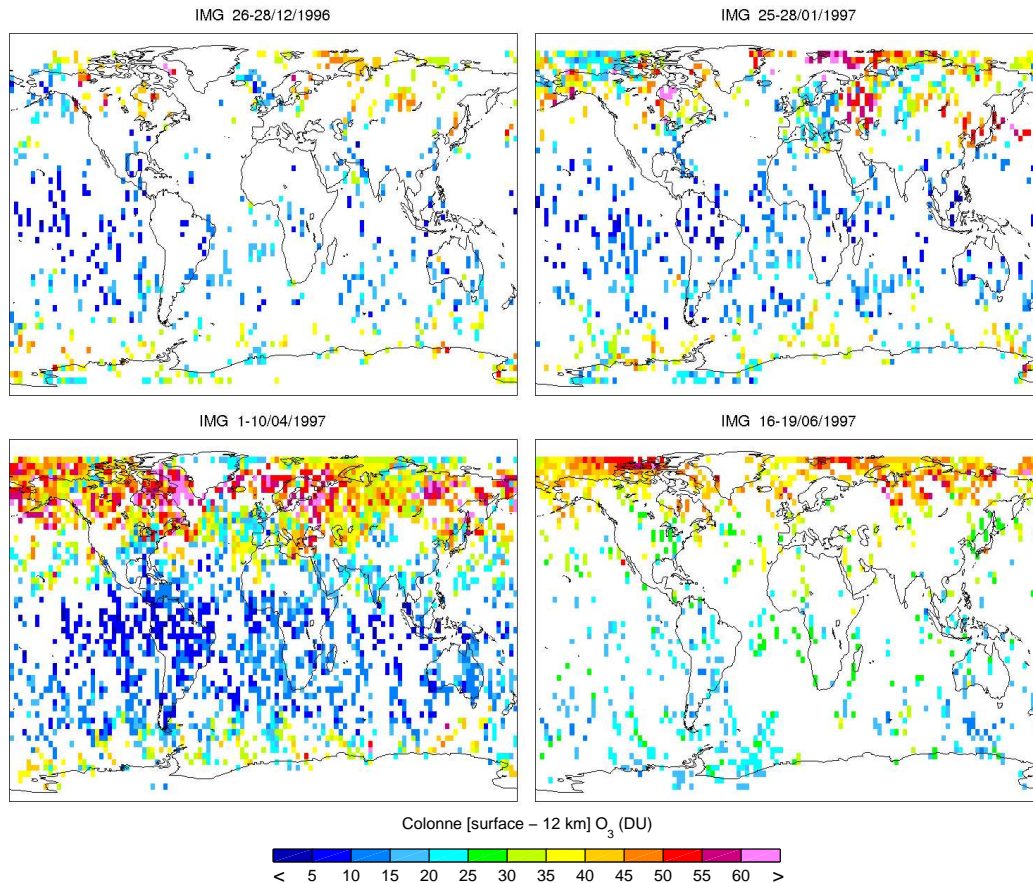 IMG 26-28/12/1996
IMG 25-28/01/1997
IMG 1-10/04/1997
IMG 16-19/06/1997
Colonne [surface − 12 km] O₃ (DU)
< 5 10 15 20 25 30 35 40 45 50 55 60 >